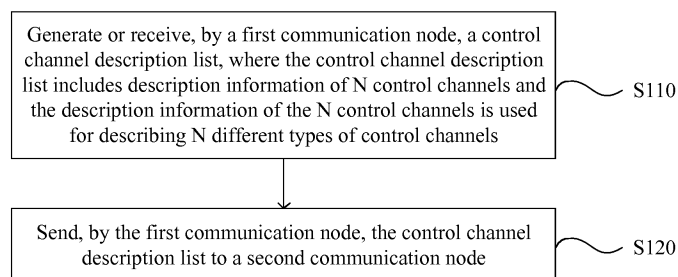 Generate or receive, by a first communication node, a control
channel description list, where the control channel description
list includes description information of N control channels and
the description information of the N control channels is used
for describing N different types of control channels
S110
Send, by the first communication node, the control channel
description list to a second communication node
S120